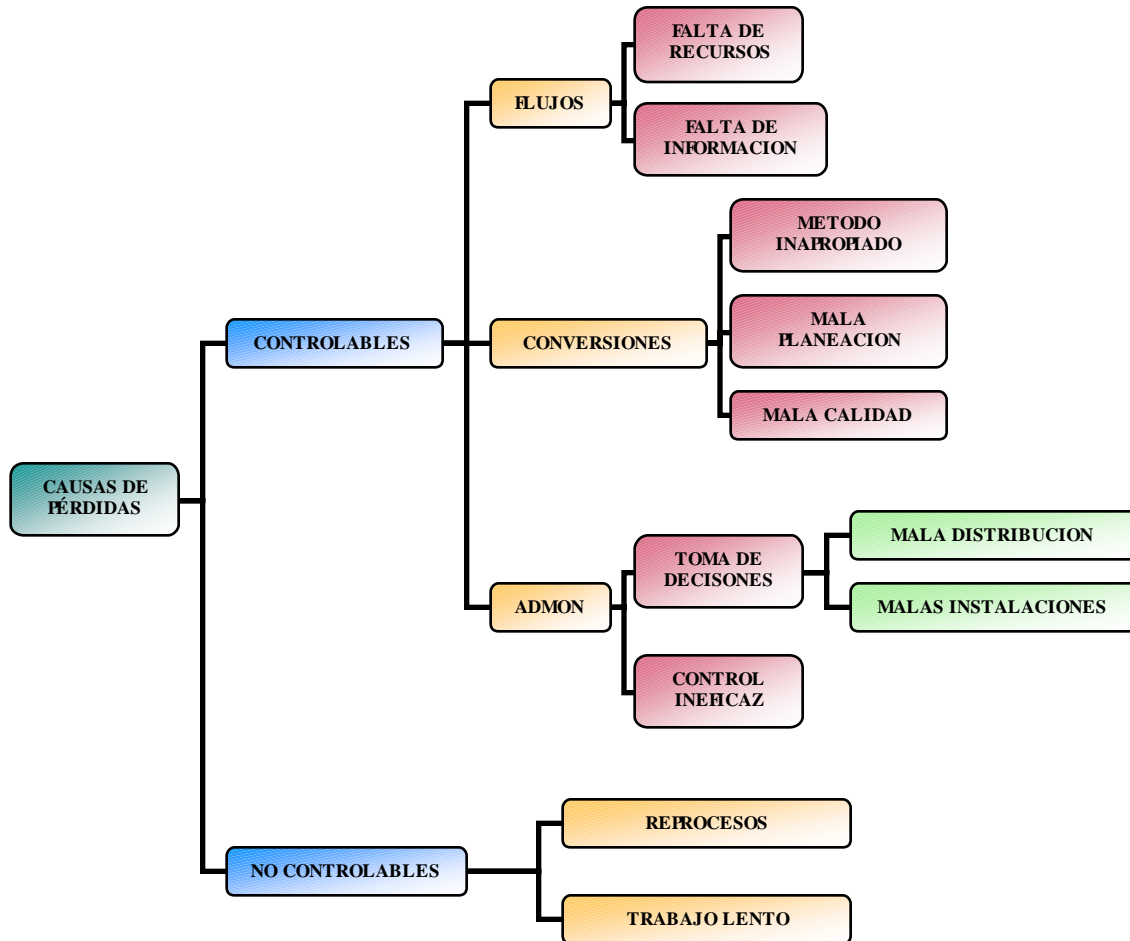 FALTA DE
RECURSOS
FLUJOS
FALTA DE
INFORMACION
METODO
INAPROPIADO
CONTROLABLES
CONVERSIONES
MALA
PLANEACION
MALA CALIDAD
CAUSAS DE
PÉRDIDAS
TOMA DE
DECISONES
MALA DISTRIBUCION
MALAS INSTALACIONES
ADMON
CONTROL
INEFICAZ
REPROCESOS
NO CONTROLABLES
TRABAJO LENTO